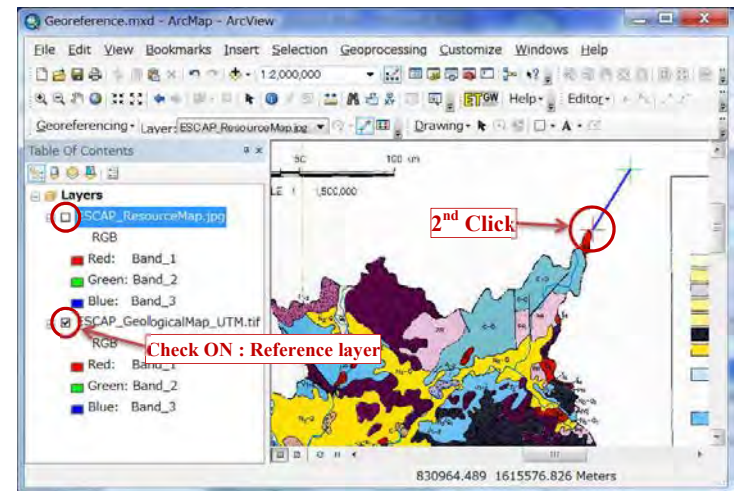 Georeference.mxd - ArcMap - ArcView
File Edit View Bookmarks Insert Selection Geoprocessing Customize Windows Help
1:2,000,000
ET GW Help Editor
Georeferencing Layer: ESCAP_ResourceMap.jpg Drawing A
Table Of Contents
Layers
ESCAP_ResourceMap.jpg
RGB
Red: Band_1
Green: Band_2
Blue: Band_3
ESCAP_GeologicalMap_UTM.tif
RGB
Check ON : Reference layer
Red: Band_1
Green: Band_2
Blue: Band_3
100 km
1,500,000
2nd Click
830964.489 1615576.826 Meters